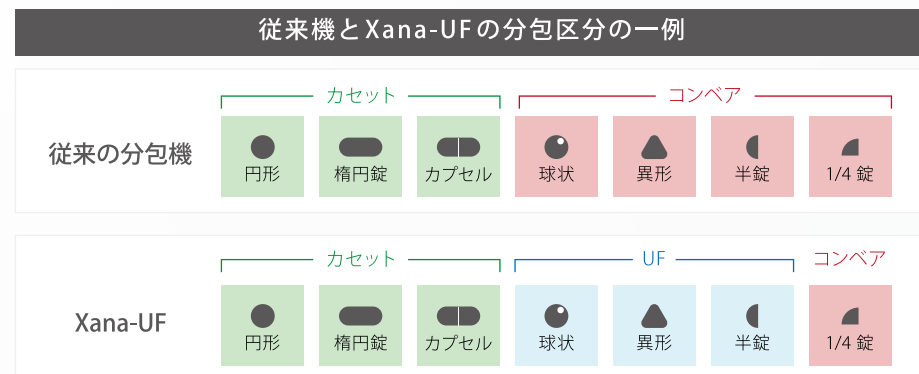 従来機とXana-UFの分包区分の一例
カセット コンベア
従来の分包機
円形 楕円錠 カプセル 球状 異形 半錠 1/4 錠
カセット UF コンベア
Xana-UF
円形 楕円錠 カプセル 球状 異形 半錠 1/4 錠